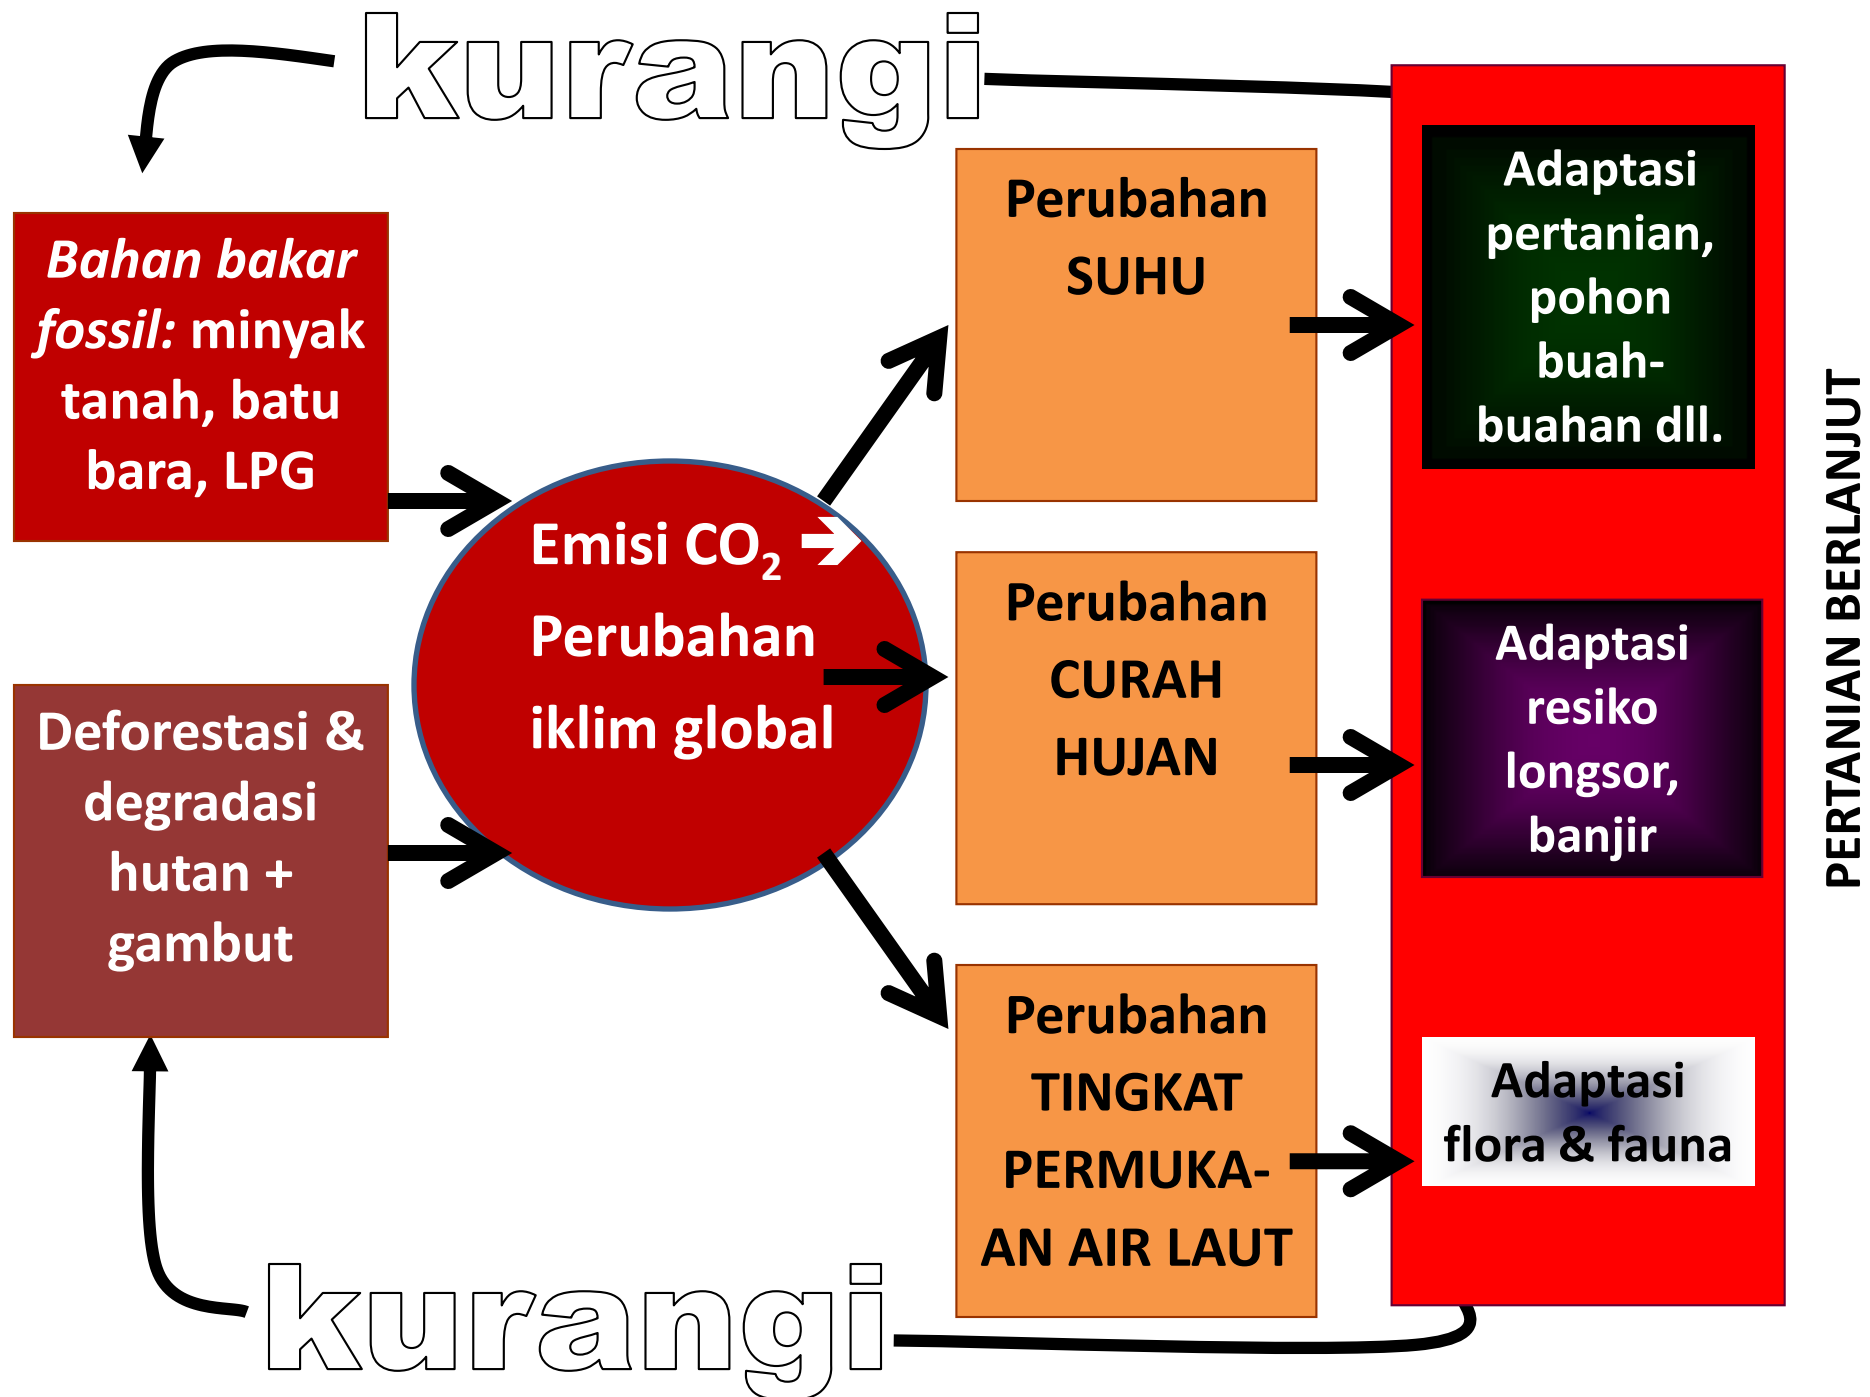 kurangi
Bahan bakar
fossil: minyak
tanah, batu
bara, LPG
Deforestasi &
degradasi
hutan +
gambut
Emisi CO₂ →
Perubahan
iklim global
Perubahan
SUHU
Perubahan
CURAH
HUJAN
Perubahan
TINGKAT
PERMUKA-
AN AIR LAUT
Adaptasi
pertanian,
pohon
buah-
buahan dll.
Adaptasi
resiko
longsor,
banjir
Adaptasi
flora & fauna
PERTANIAN BERLANJUT
kurangi